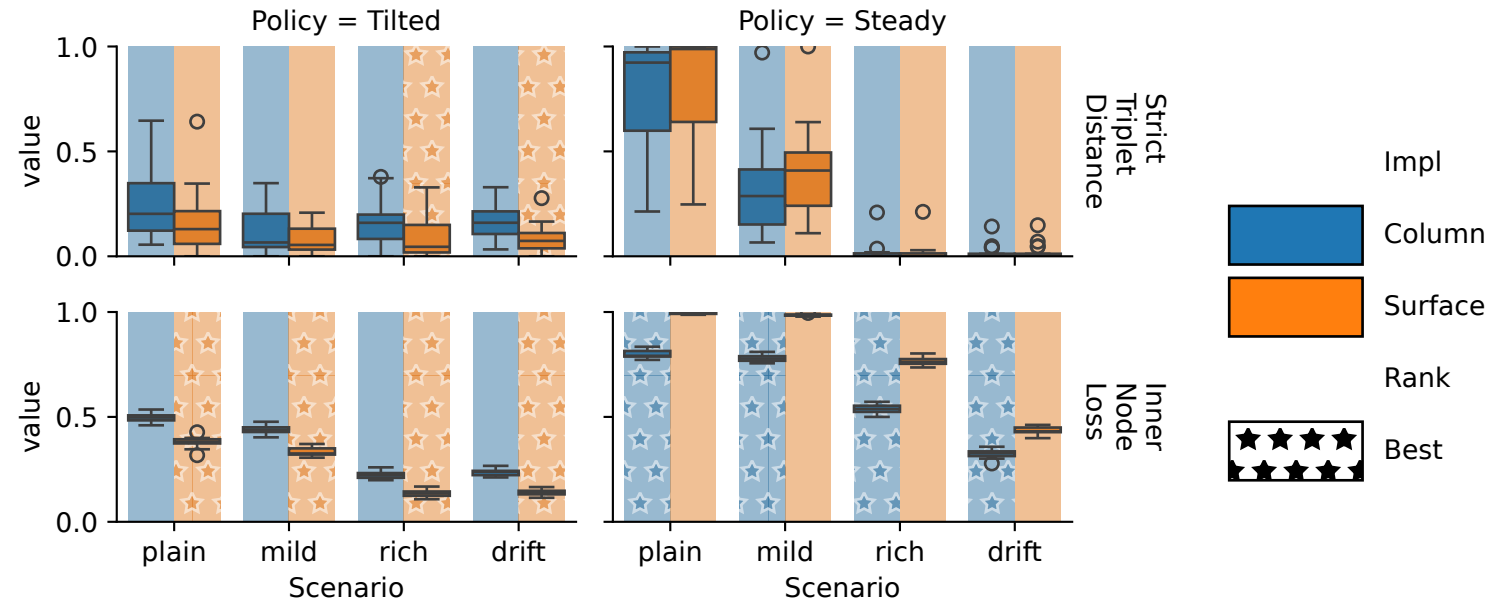 Policy = Tilted
Policy = Steady
value
1.0
0.5
0.0
Strict
Triplet
Distance
value
1.0
0.5
0.0
Inner
Node
Loss
plain
mild
rich
drift
Scenario
plain
mild
rich
drift
Scenario
Impl
Column
Surface
Rank
Best